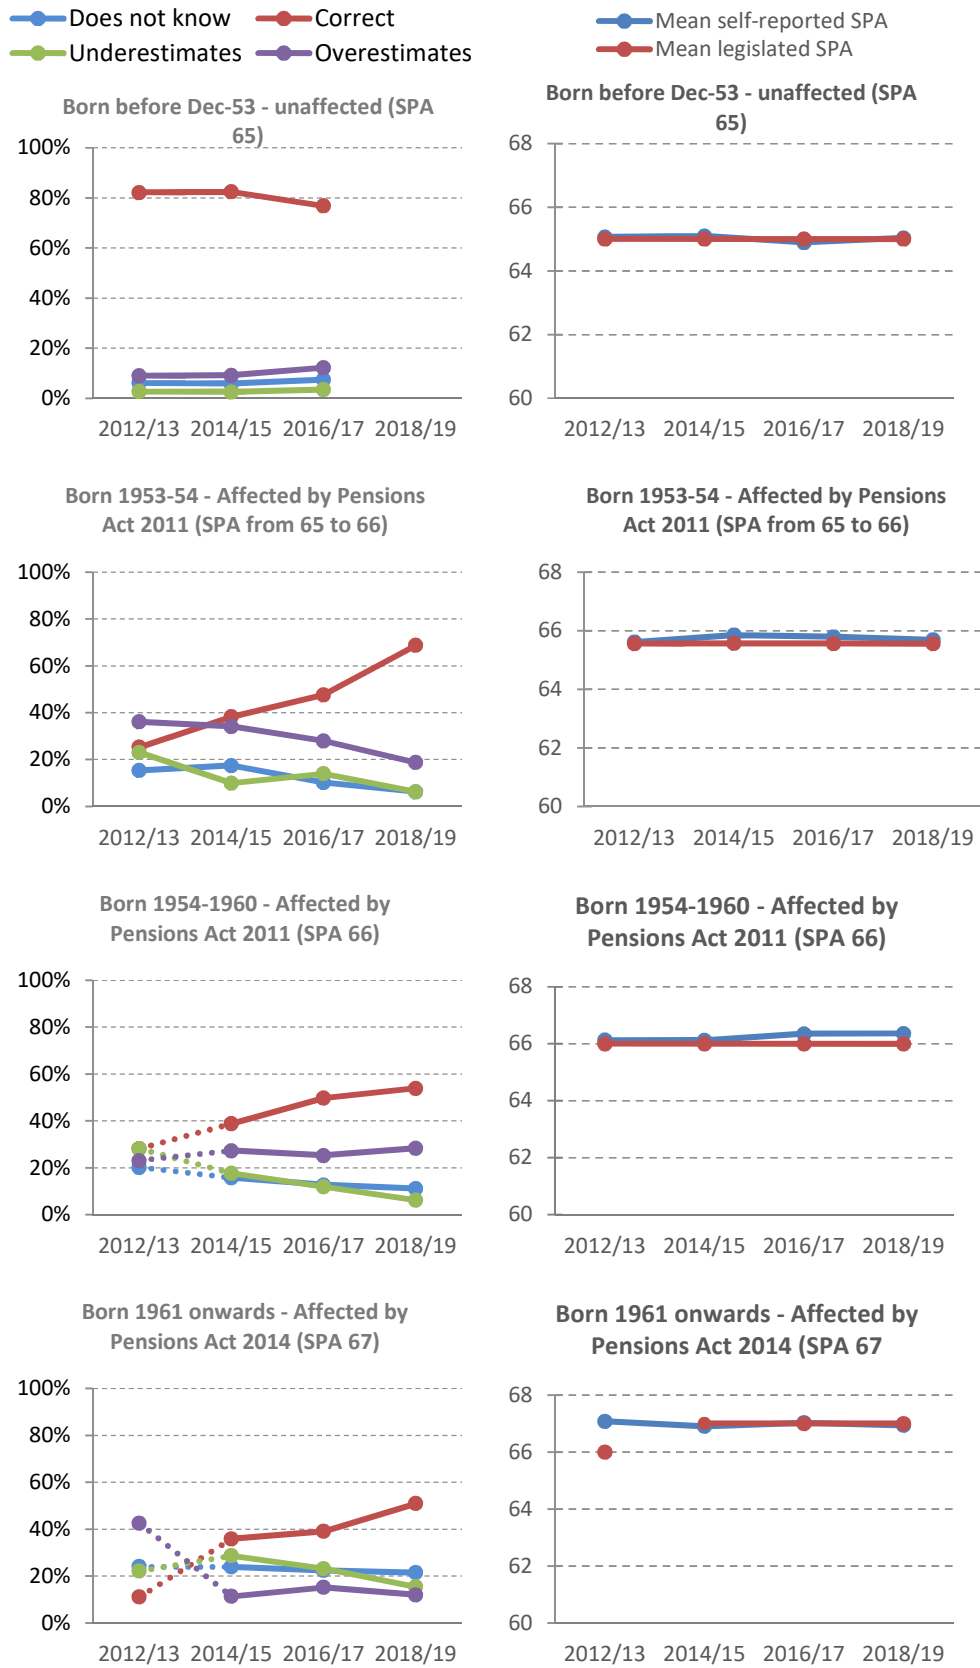 Does not know
Correct
Underestimates
Overestimates
Mean self-reported SPA
Mean legislated SPA
Born before Dec-53 - unaffected (SPA
65)
100%
80%
60%
40%
20%
0%
2012/13 2014/15 2016/17 2018/19
Born before Dec-53 - unaffected (SPA
65)
68
66
64
62
60
2012/13 2014/15 2016/17 2018/19
Born 1953-54 - Affected by Pensions
Act 2011 (SPA from 65 to 66)
100%
80%
60%
40%
20%
0%
2012/13 2014/15 2016/17 2018/19
Born 1953-54 - Affected by Pensions
Act 2011 (SPA from 65 to 66)
68
66
64
62
60
2012/13 2014/15 2016/17 2018/19
Born 1954-1960 - Affected by
Pensions Act 2011 (SPA 66)
100%
80%
60%
40%
20%
0%
2012/13 2014/15 2016/17 2018/19
Born 1954-1960 - Affected by
Pensions Act 2011 (SPA 66)
68
66
64
62
60
2012/13 2014/15 2016/17 2018/19
Born 1961 onwards - Affected by
Pensions Act 2014 (SPA 67)
100%
80%
60%
40%
20%
0%
2012/13 2014/15 2016/17 2018/19
Born 1961 onwards - Affected by
Pensions Act 2014 (SPA 67
68
66
64
62
60
2012/13 2014/15 2016/17 2018/19